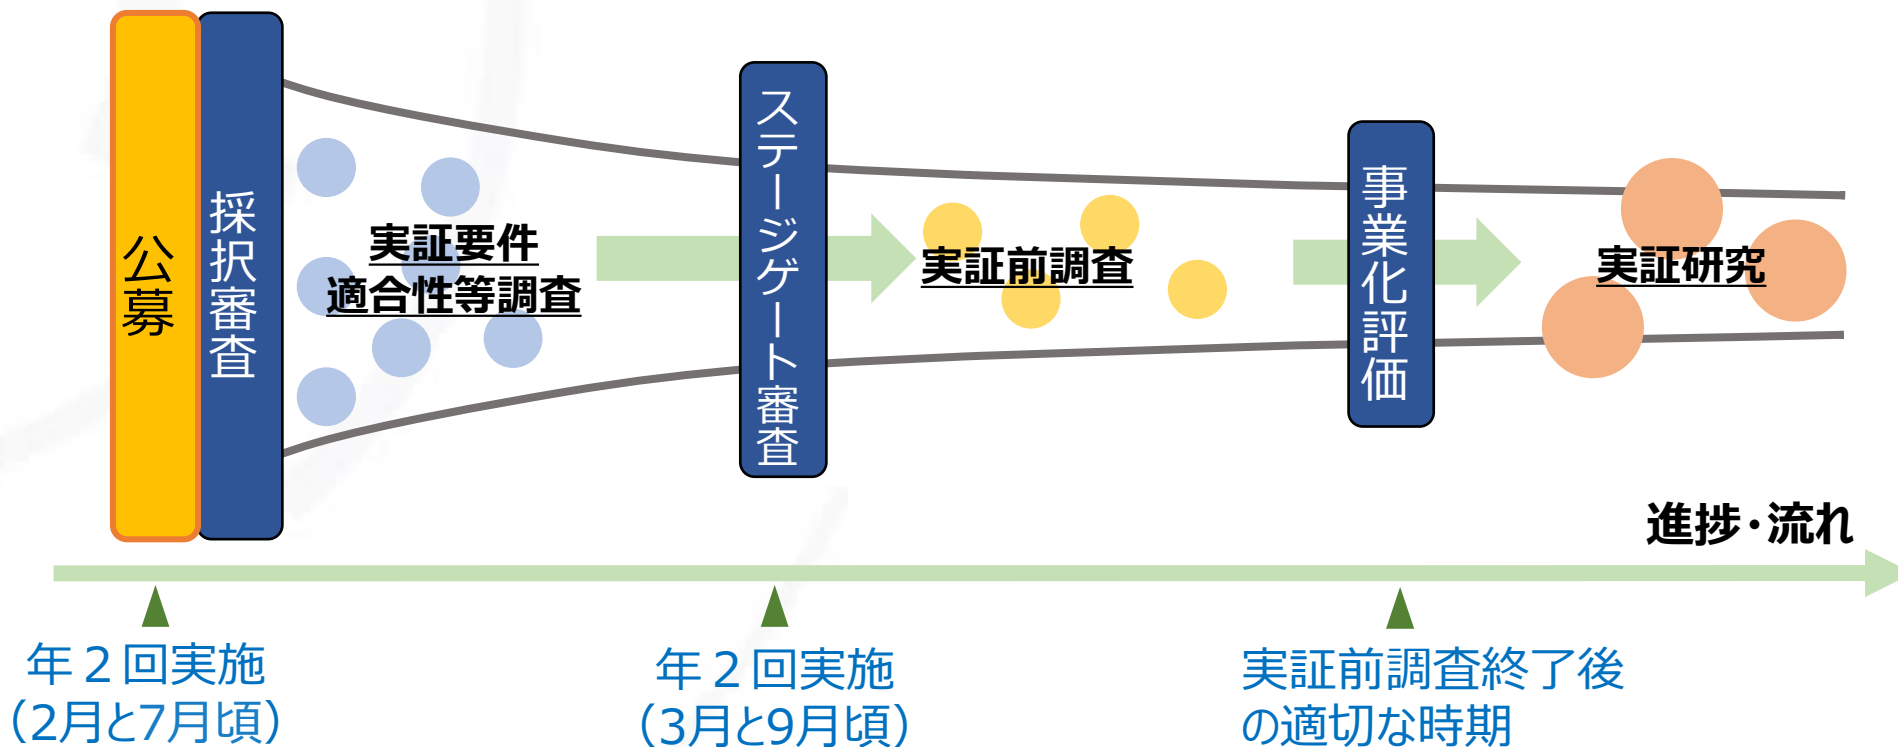 公募
採択審査
実証要件
適合性等調査
ステージゲート審査
実証前調査
事業化評価
実証研究
進捗・流れ
年２回実施
（2月と7月頃）
年２回実施
（3月と9月頃）
実証前調査終了後
の適切な時期